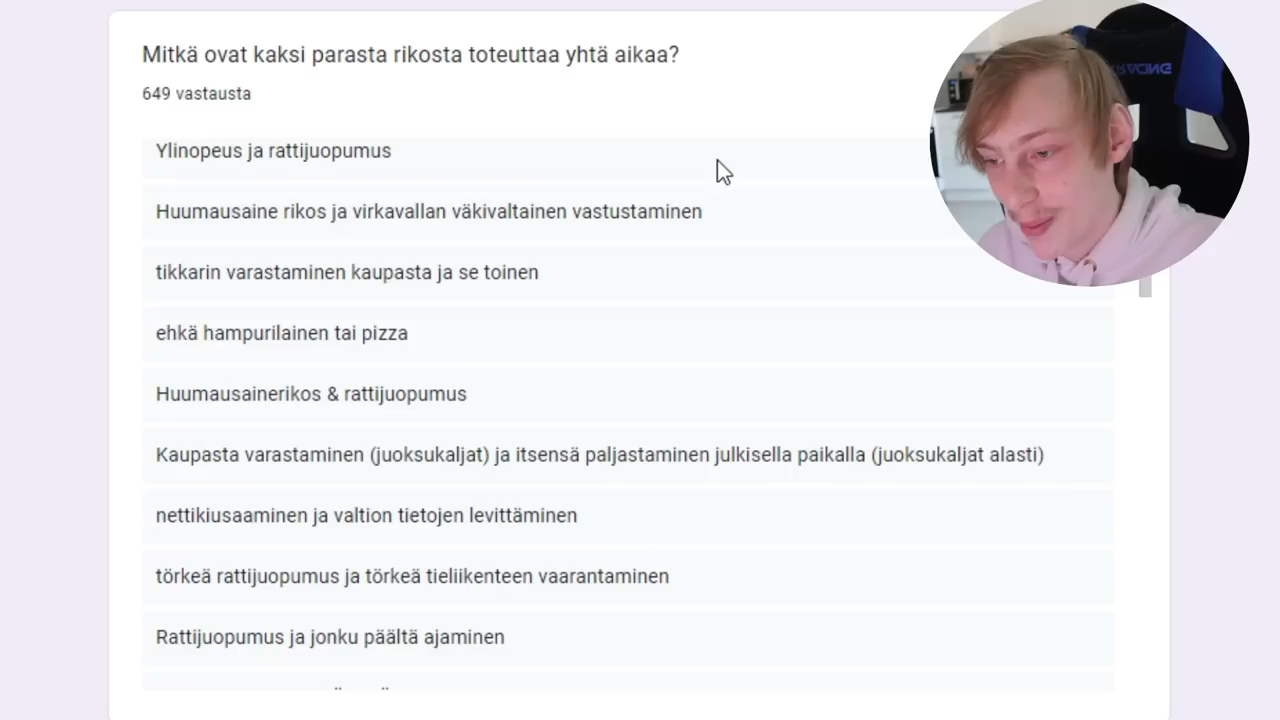 Mitkä ovat kaksi parasta rikosta toteuttaa yhtä aikaa?
649 vastausta
Ylinopeus ja rattijuopumus
Huumausaine rikos ja virkavallan väkivaltainen vastustaminen
tikkarin varastaminen kaupasta ja se toinen
ehkä hampurilainen tai pizza
Huumausainerikos & rattijuopumus
Kaupasta varastaminen (juoksukaljat) ja itsensä paljastaminen julkisella paikalla (juoksukaljat alasti)
nettikiusaaminen ja valtion tietojen levittäminen
törkeä rattijuopumus ja törkeä tieliikenteen vaarantaminen
Rattijuopumus ja jonku päältä ajaminen